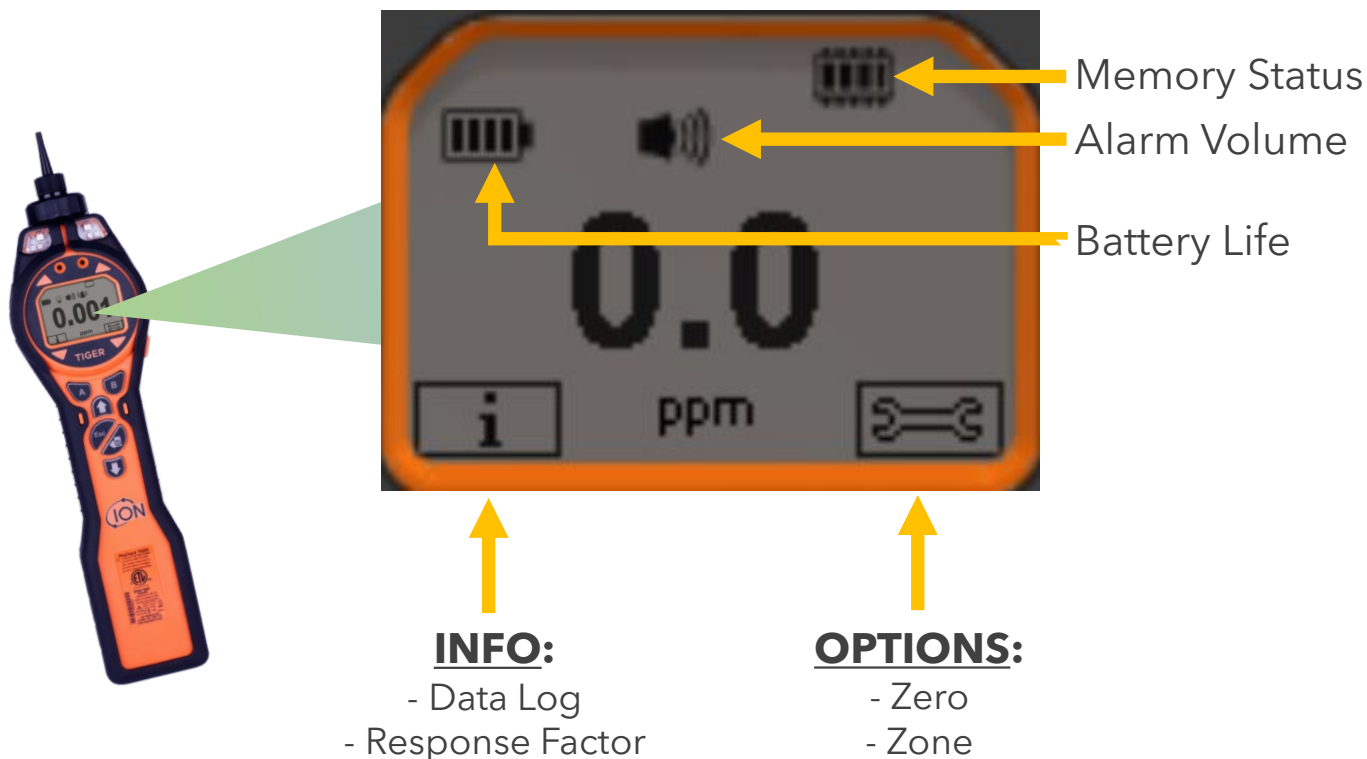 Memory Status
Alarm Volume
Battery Life
0.0
i
ppm
0.001
ppm
TIGER
A B
Esc
ION
INFO:
- Data Log
- Response Factor
OPTIONS:
- Zero
- Zone